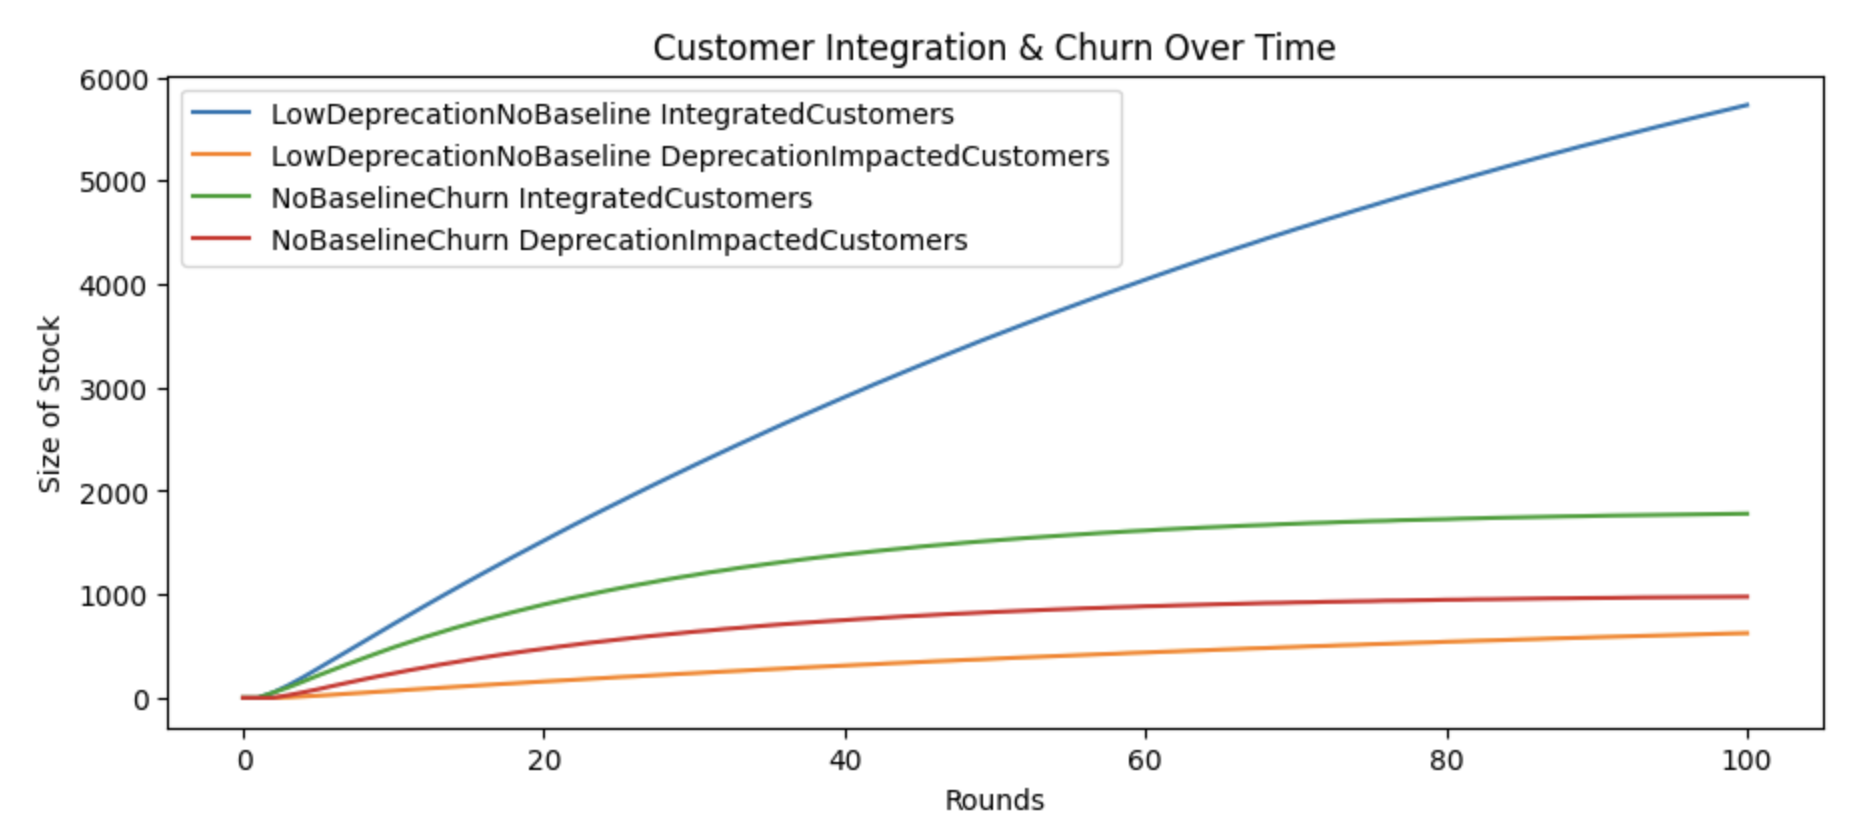 Customer Integration & Churn Over Time
6000
5000
4000
3000
2000
1000
0
Size of Stock
LowDeprecationNoBaseline IntegratedCustomers
LowDeprecationNoBaseline DeprecationImpactedCustomers
NoBaselineChurn IntegratedCustomers
NoBaselineChurn DeprecationImpactedCustomers
0 20 40 60 80 100
Rounds